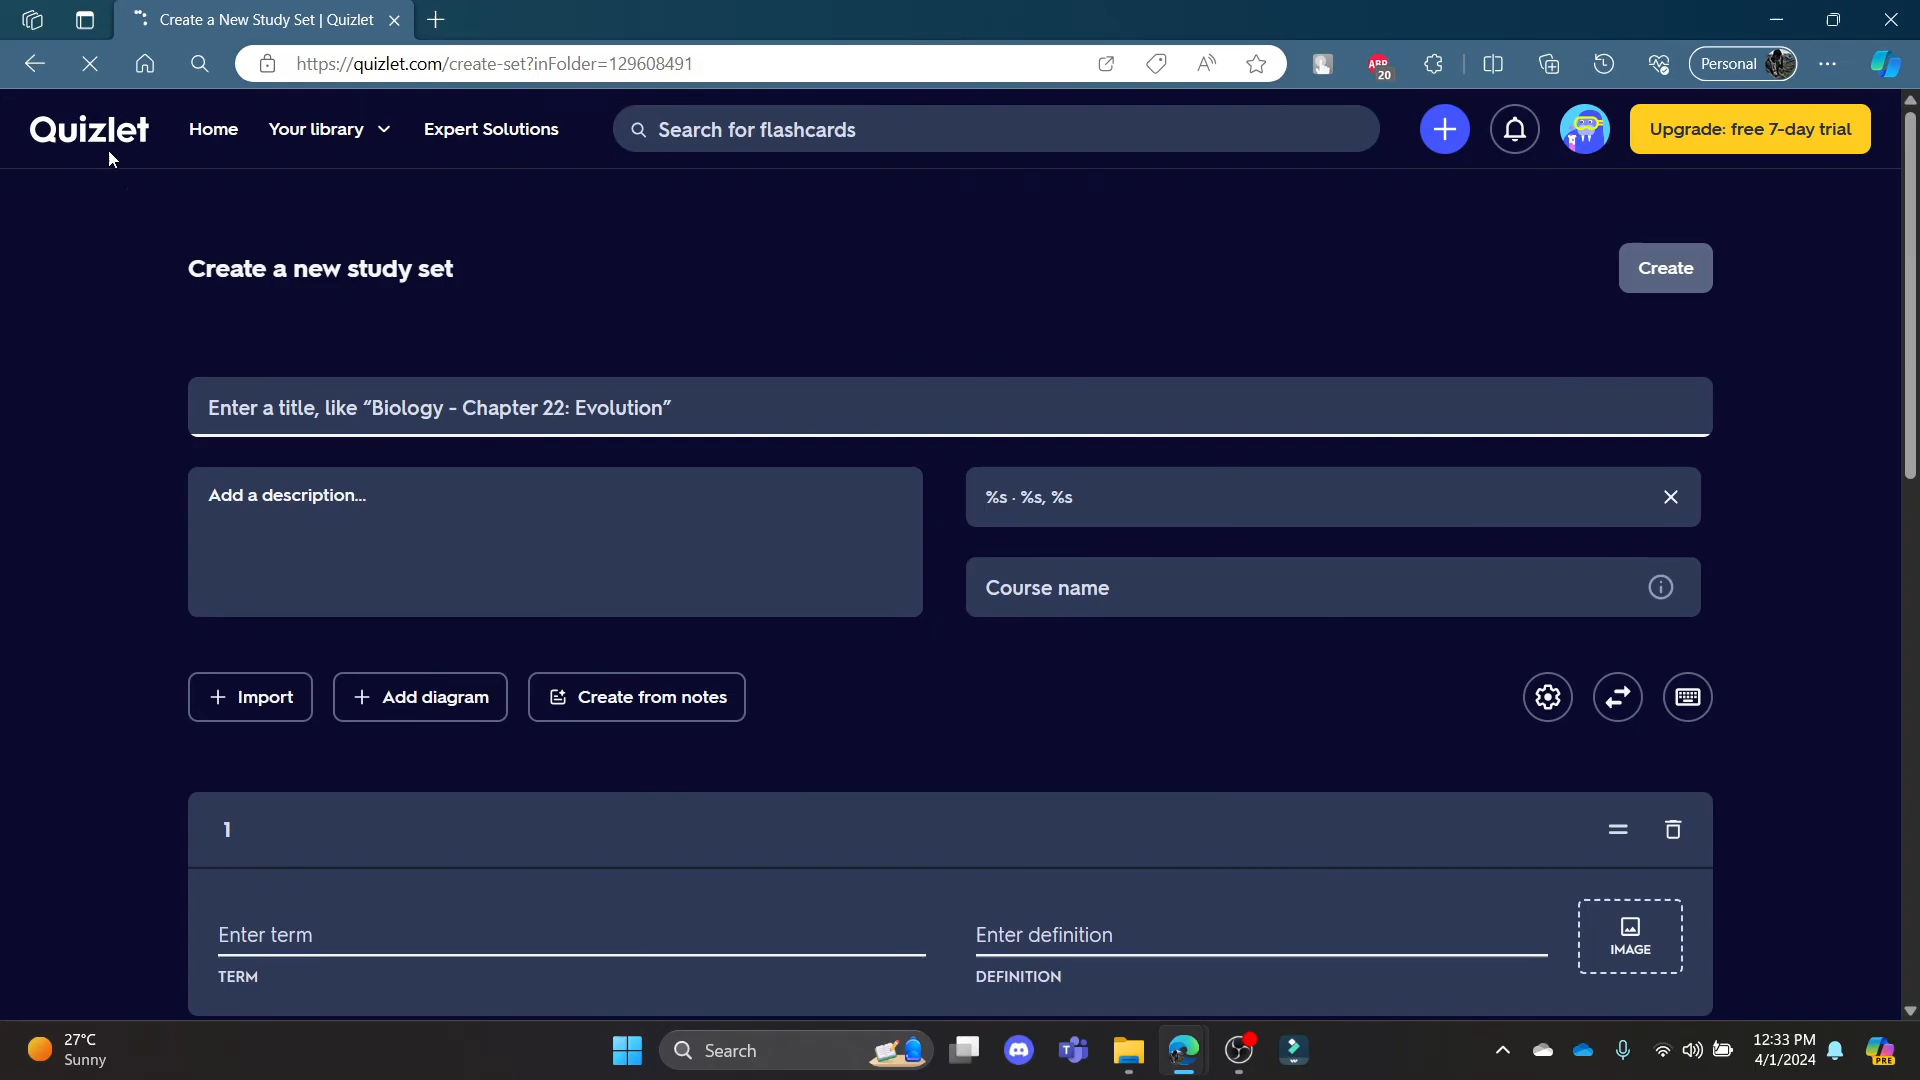 Create a New Study Set | Quizlet
https://quizlet.com/create-set?inFolder=129608491
ABP
20
Personal
Quizlet
Home
Your library
Expert Solutions
Search for flashcards
Upgrade: free 7-day trial
Create a new study set
Create
Enter a title, like “Biology - Chapter 22: Evolution”
Add a description...
%s · %s, %s
Course name
Import
Add diagram
Create from notes
1
Enter term
TERM
Enter definition
DEFINITION
IMAGE
27°C
Sunny
Search
12:33 PM
4/1/2024
PRE